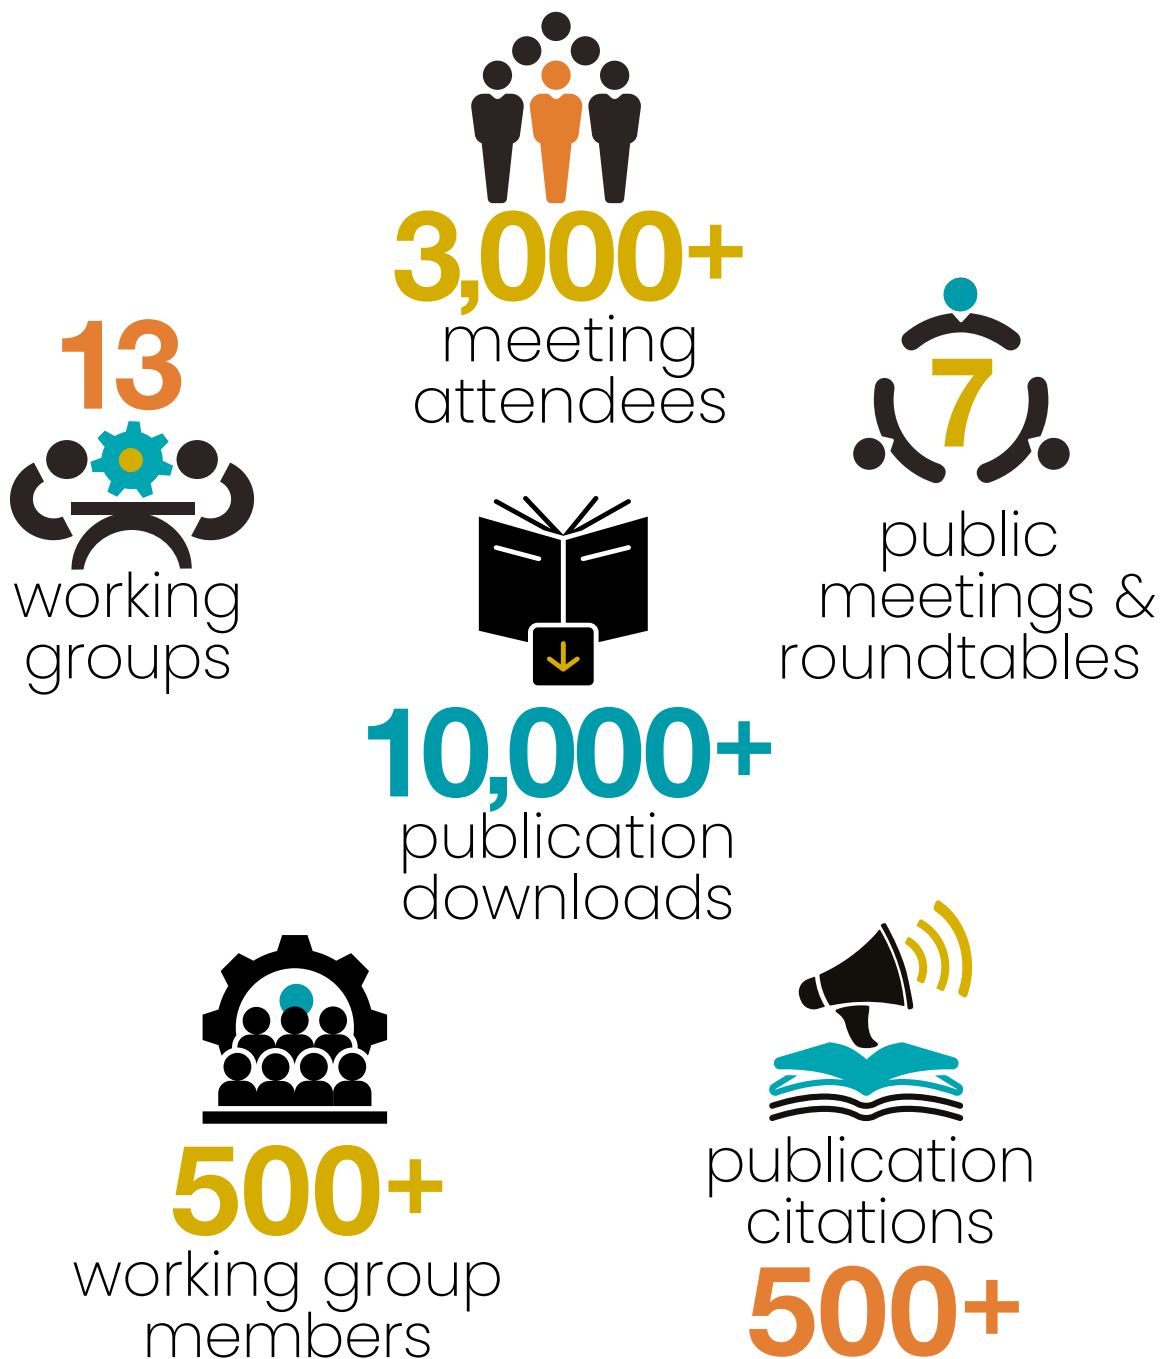 3,000+
meeting
attendees
13
working
groups
7
public
meetings &
roundtables
10,000+
publication
downloads
500+
working group
members
publication
citations
500+